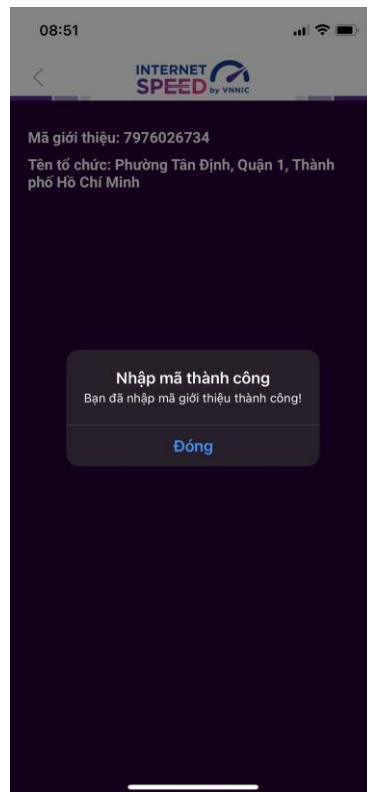 08:51
INTERNET
SPEED by VNNIC
Mã giới thiệu: 7976026734
Tên tổ chức: Phường Tân Định, Quận 1, Thành
phố Hồ Chí Minh
Nhập mã thành công
Bạn đã nhập mã giới thiệu thành công!
Đóng